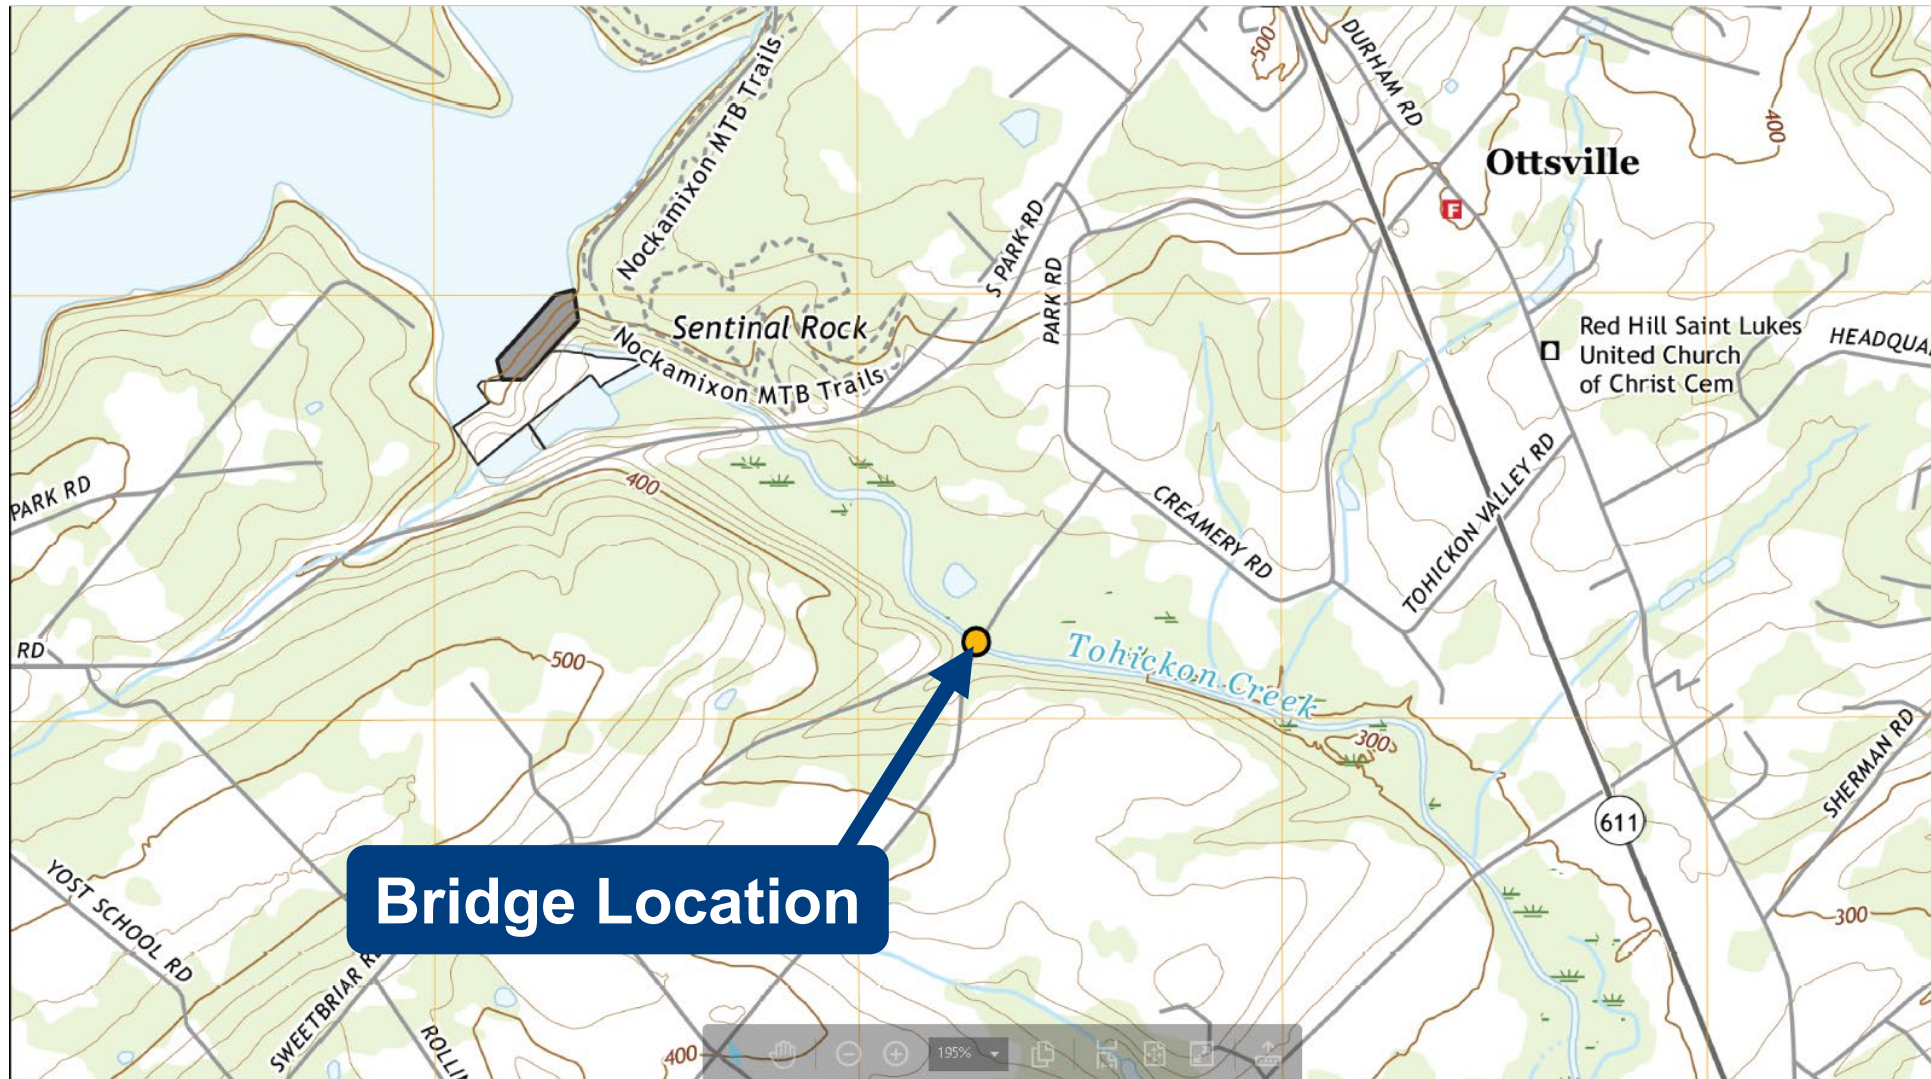 DURHAM RD
500
Nockamixon MTB Trails
400
Ottsville
F
S PARK RD
PARK RD
Sentinal Rock
Nockamixon MTB Trails
Red Hill Saint Lukes
United Church
of Christ Cem
PARK RD
400
CREAMERY RD
TOHICKON VALLEY RD
RD
500
Tohickon Creek
300
SHERMAN RD
611
Bridge Location
YOST SCHOOL RD
300
SWEETBRIAR
400
195%